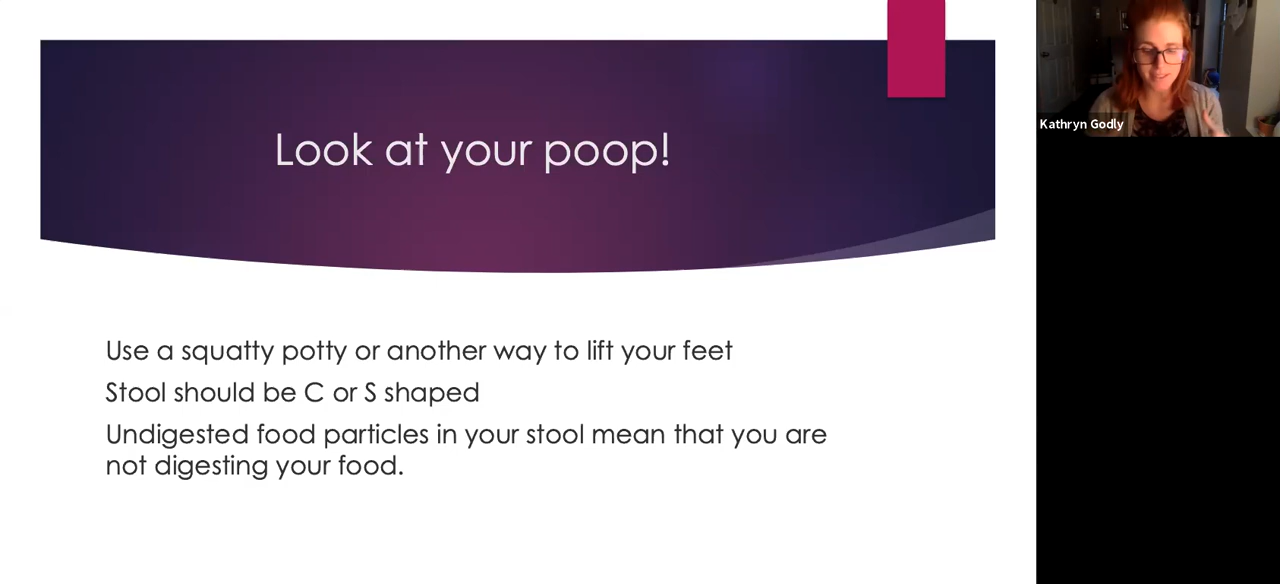 Look at your poop!
Kathryn Godly
Use a squatty potty or another way to lift your feet
Stool should be C or S shaped
Undigested food particles in your stool mean that you are
not digesting your food.